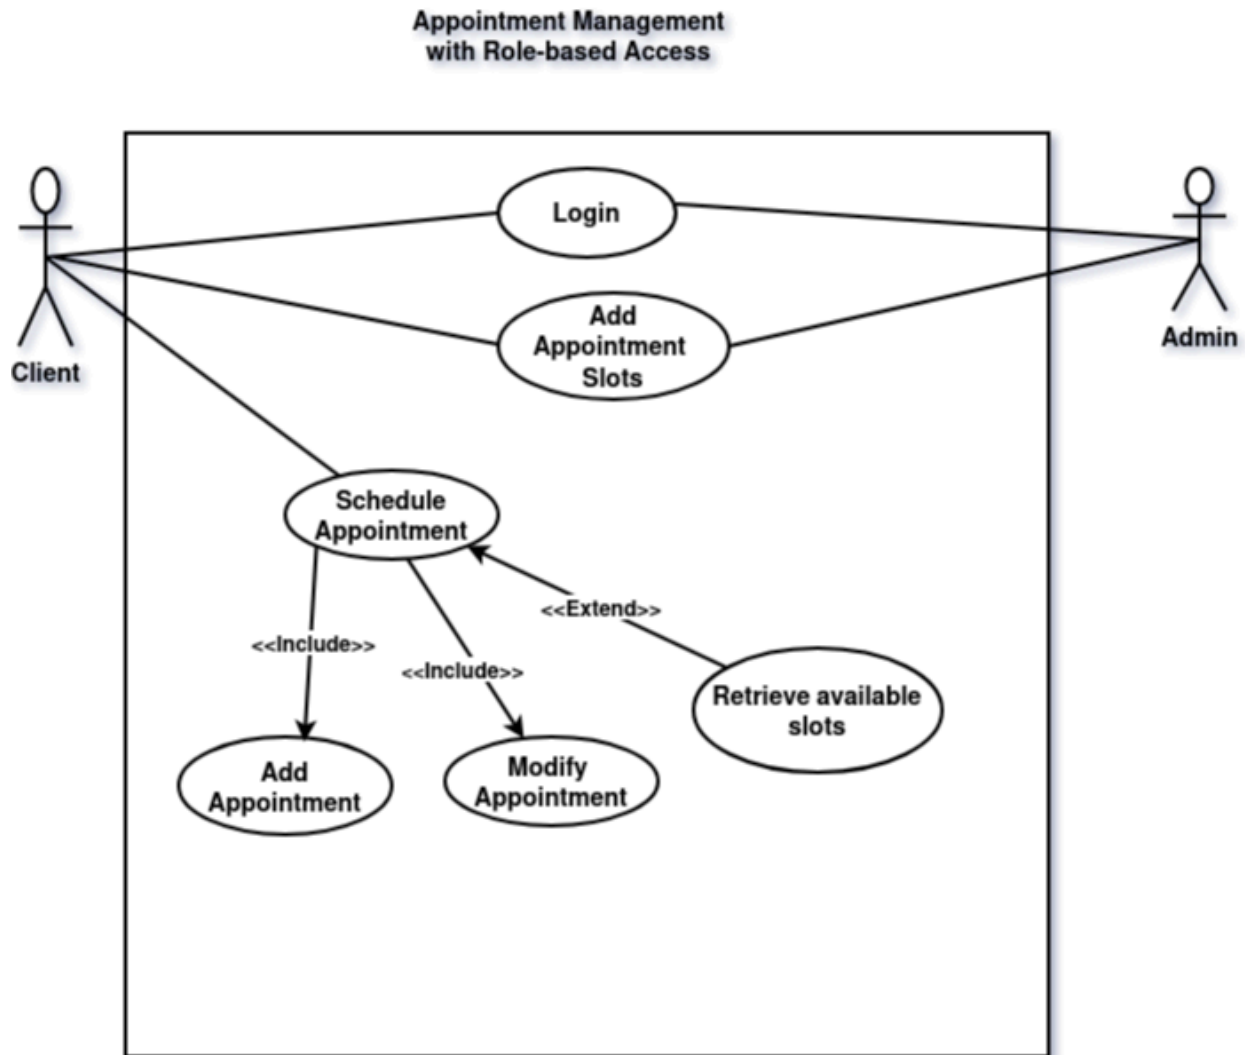 Appointment Management
with Role-based Access
Login
Add
Appointment
Slots
Client
Admin
Schedule
Appointment
<<Extend>>
<<Include>>
<<Include>>
Retrieve available
slots
Add
Appointment
Modify
Appointment